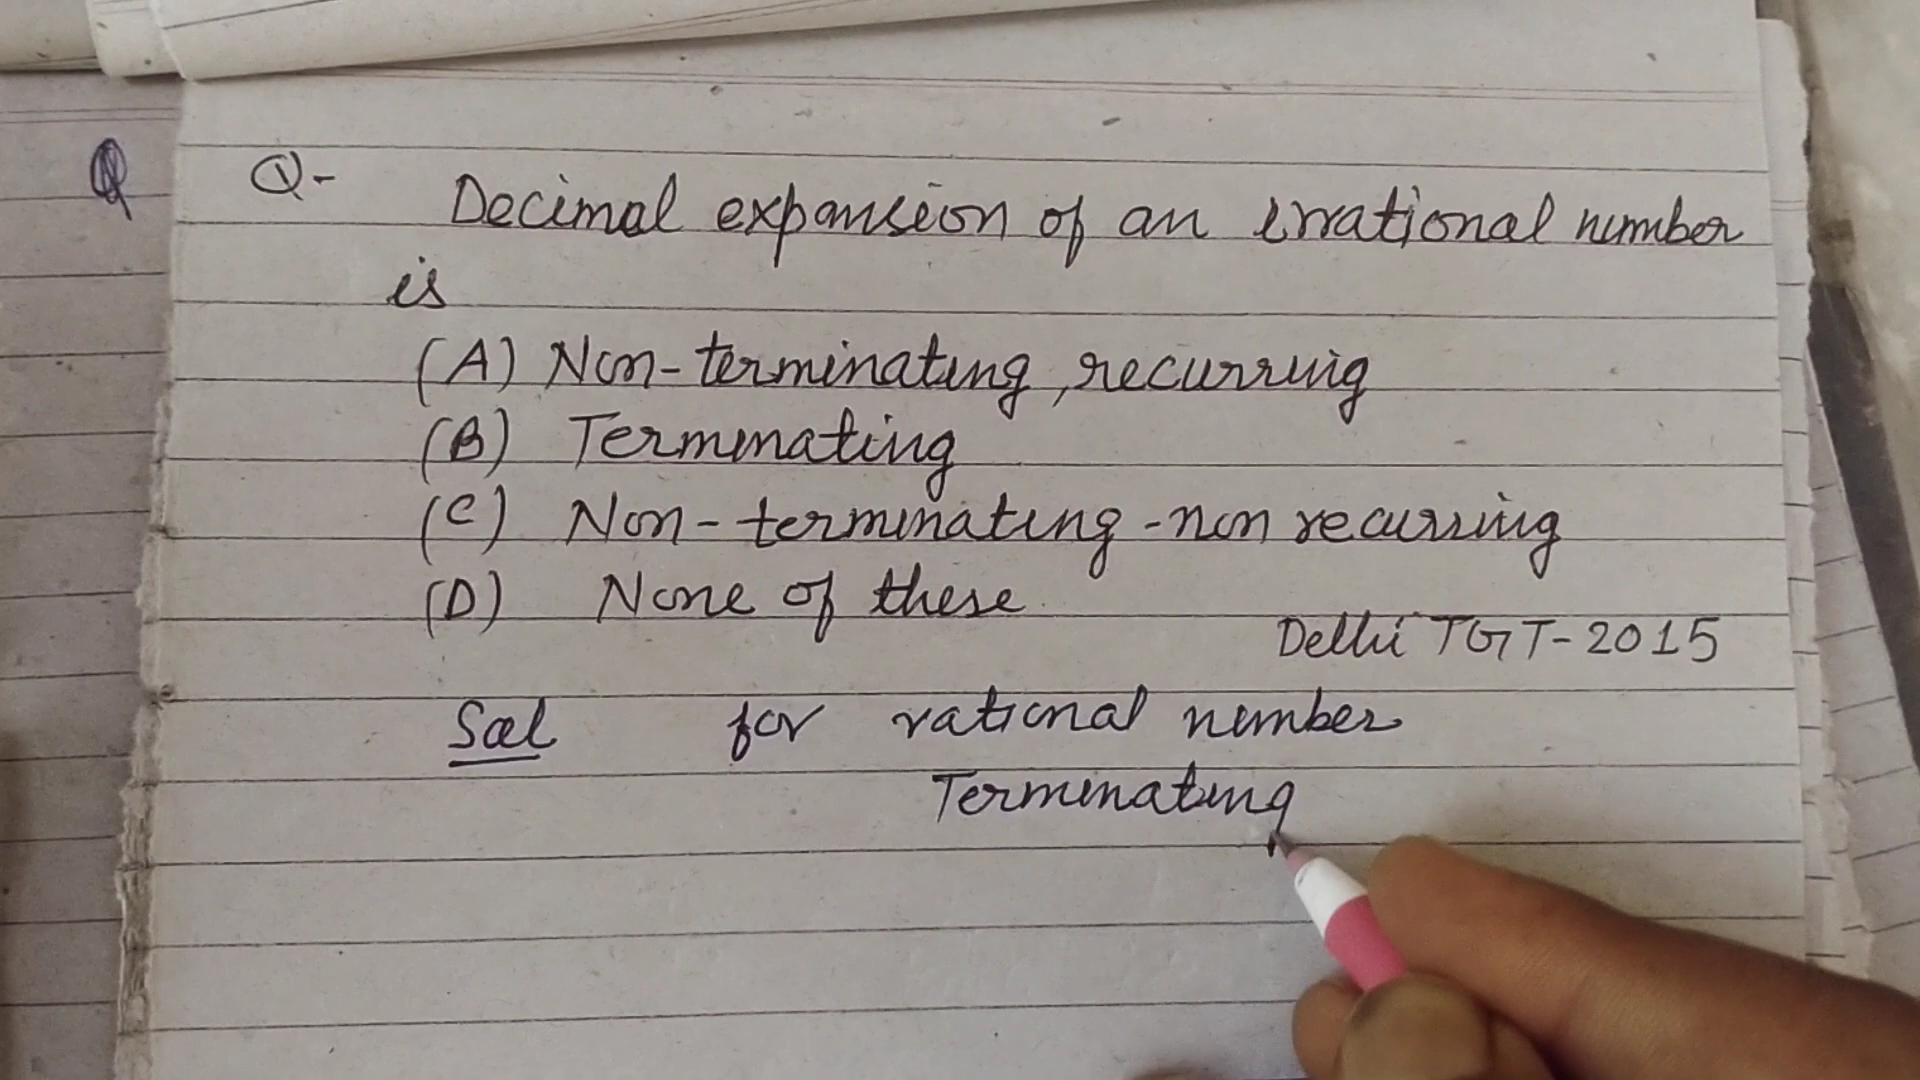 Q- Decimal expansion of an irrational number
is
(A) Non-terminating, recurring
(B) Terminating
(C) Non-terminating-non recurring
(D) None of these
Delhi TGT-2015
Sol for rational number
Terminating